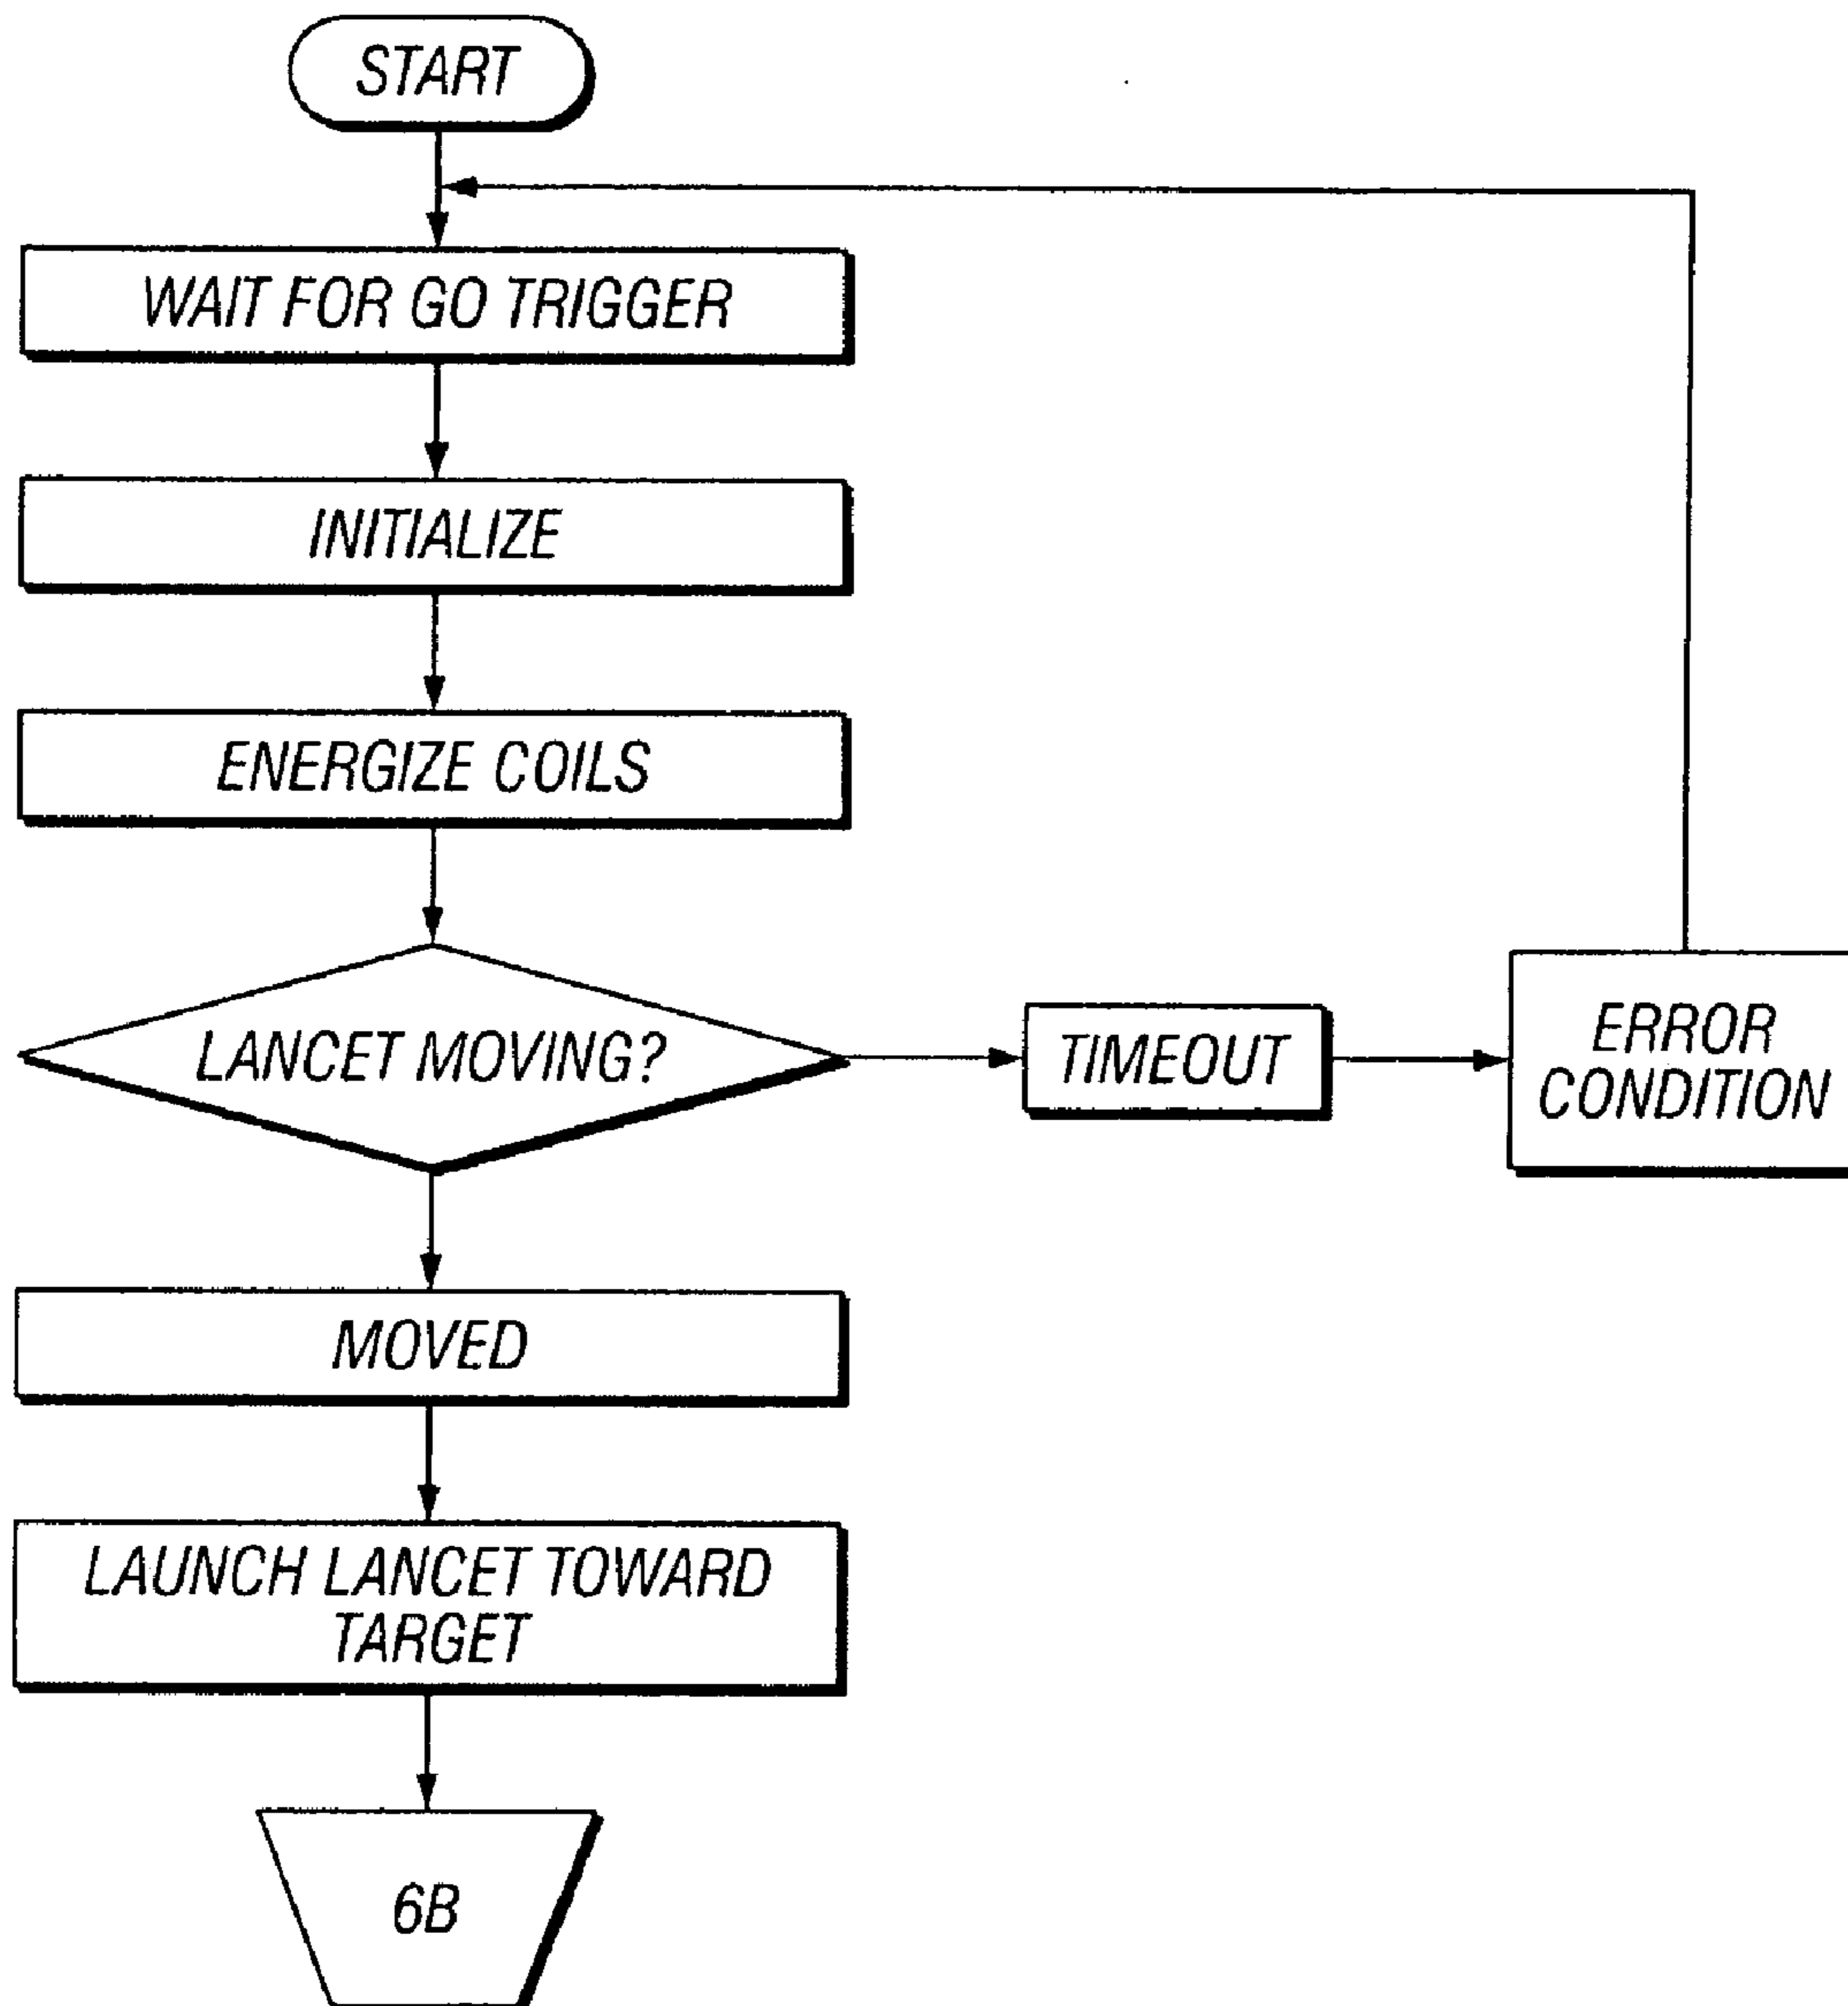 START
WAIT FOR GO TRIGGER
INITIALIZE
ENERGIZE COILS
LANCET MOVING?
TIMEOUT
ERROR
CONDITION
MOVED
LAUNCH LANCET TOWARD
TARGET
6B